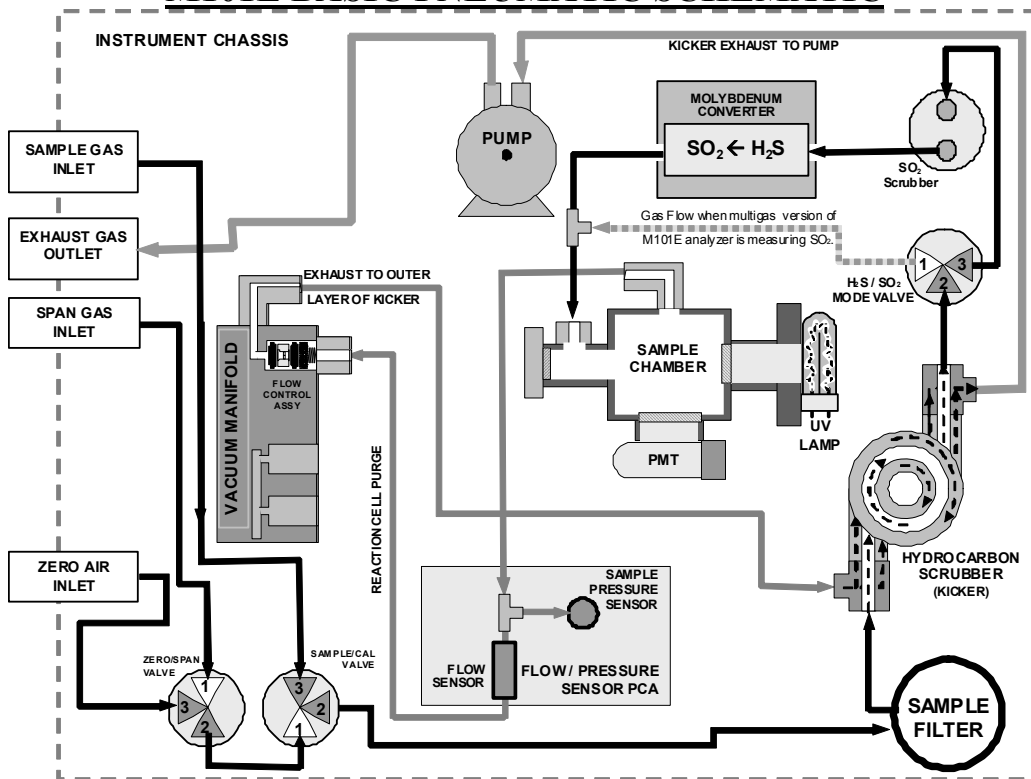 M101E BASIC PNEUMATIC SCHEMATIC
INSTRUMENT CHASSIS
KICKER EXHAUST TO PUMP
SAMPLE GAS
INLET
EXHAUST GAS
OUTLET
SPAN GAS
INLET
ZERO AIR
INLET
PUMP
MOLYBDENUM
CONVERTER
SO₂ ← H₂S
SO₂
Scrubber
Gas Flow when multigas version of
M101E analyzer is measuring SO₂.
1
3
2
H₂S / SO₂
MODE VALVE
EXHAUST TO OUTER
LAYER OF KICKER
VACUUM MANIFOLD
FLOW
CONTROL
ASSY
REACTION CELL PURGE
SAMPLE
CHAMBER
UV
LAMP
PMT
HYDROCARBON
SCRUBBER
(KICKER)
SAMPLE
PRESSURE
SENSOR
FLOW
SENSOR
FLOW / PRESSURE
SENSOR PCA
ZERO/SPAN
VALVE
1
3
2
SAMPLE/CAL
VALVE
3
2
1
SAMPLE
FILTER